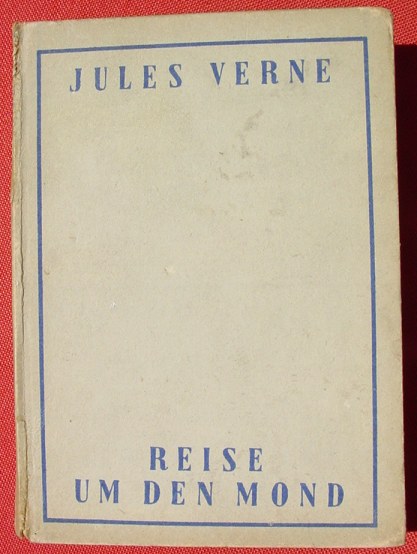 JULES VERNE
REISE
UM DEN MOND